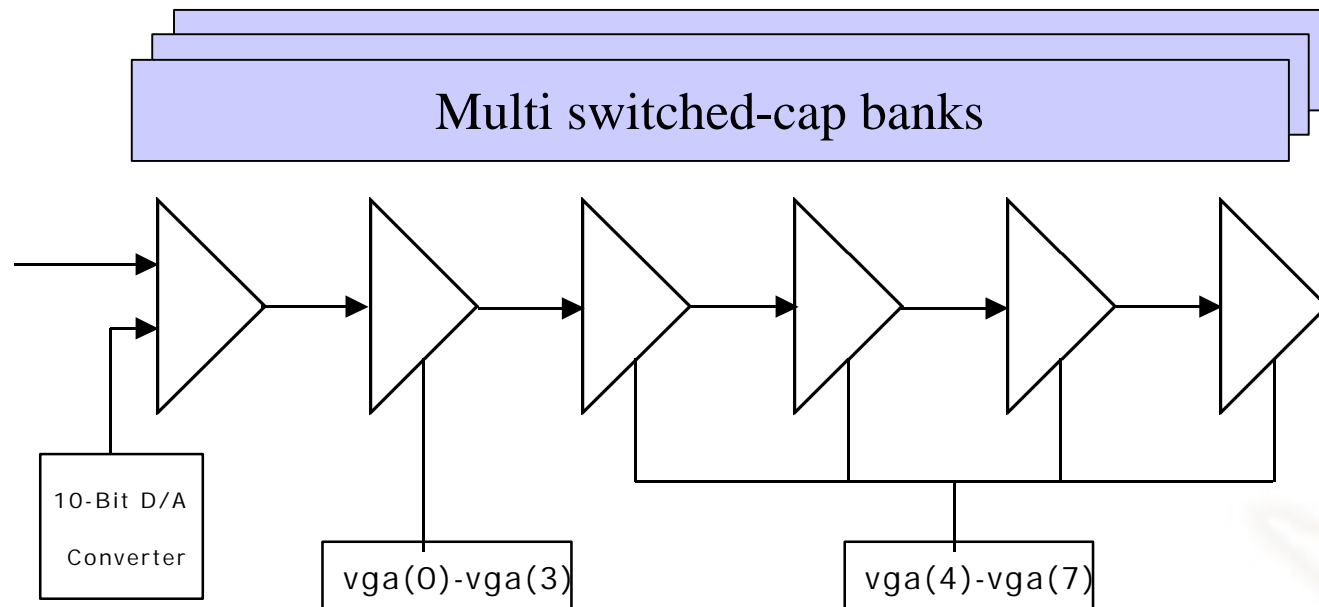 Multi switched-cap banks
10-Bit D/A
Converter
vga(0)-vga(3)
vga(4)-vga(7)